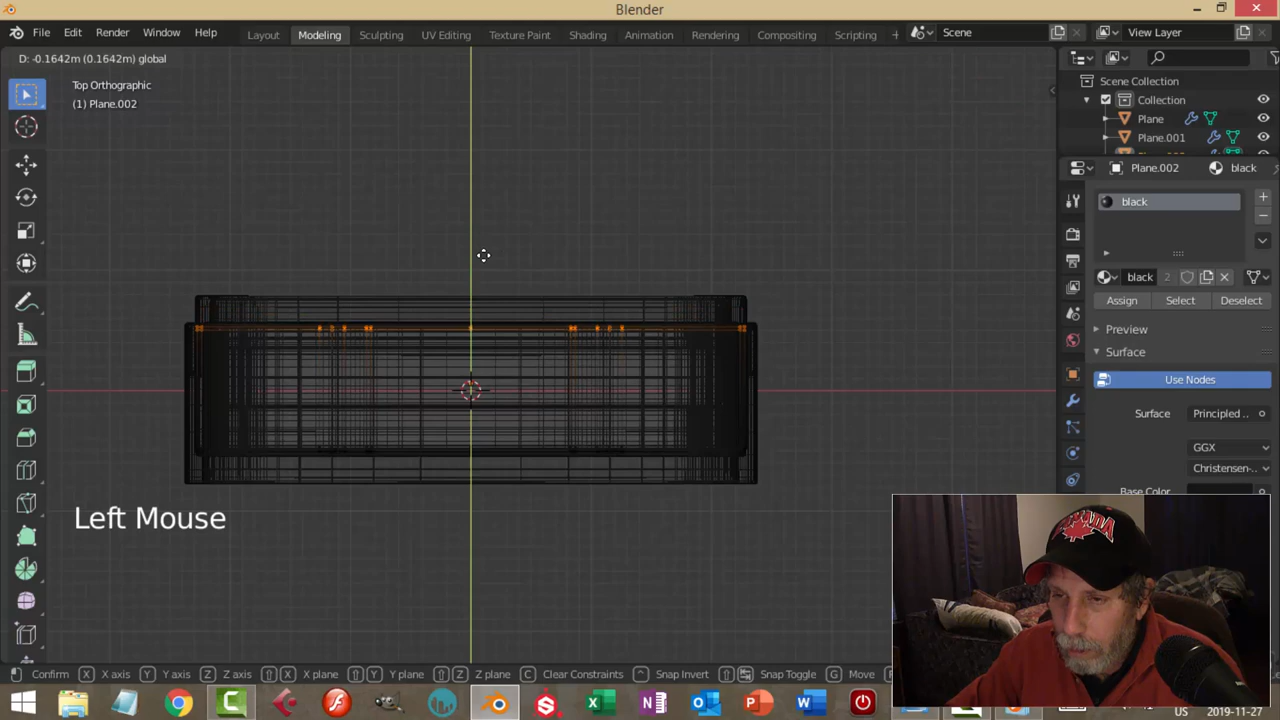 Blender
File Edit Render Window Help
Layout Modeling Sculpting UV Editing Texture Paint Shading Animation Rendering Compositing Scripting
Scene View Layer
D: -0.1642m (0.1642m) global
Top Orthographic
(1) Plane.002
Scene Collection
Collection
Plane
Plane.001
Plane.002 black
black
black 2
Assign Select Deselect
Preview
Surface
Use Nodes
Surface Principled ..
GGX
Christensen-..
Base Color
Left Mouse
CANADA
Confirm X X axis Y Y axis Z Z axis X X plane Y Y plane Z Z plane C Clear Constraints Snap Invert Snap Toggle G Move R
US 2019-11-27